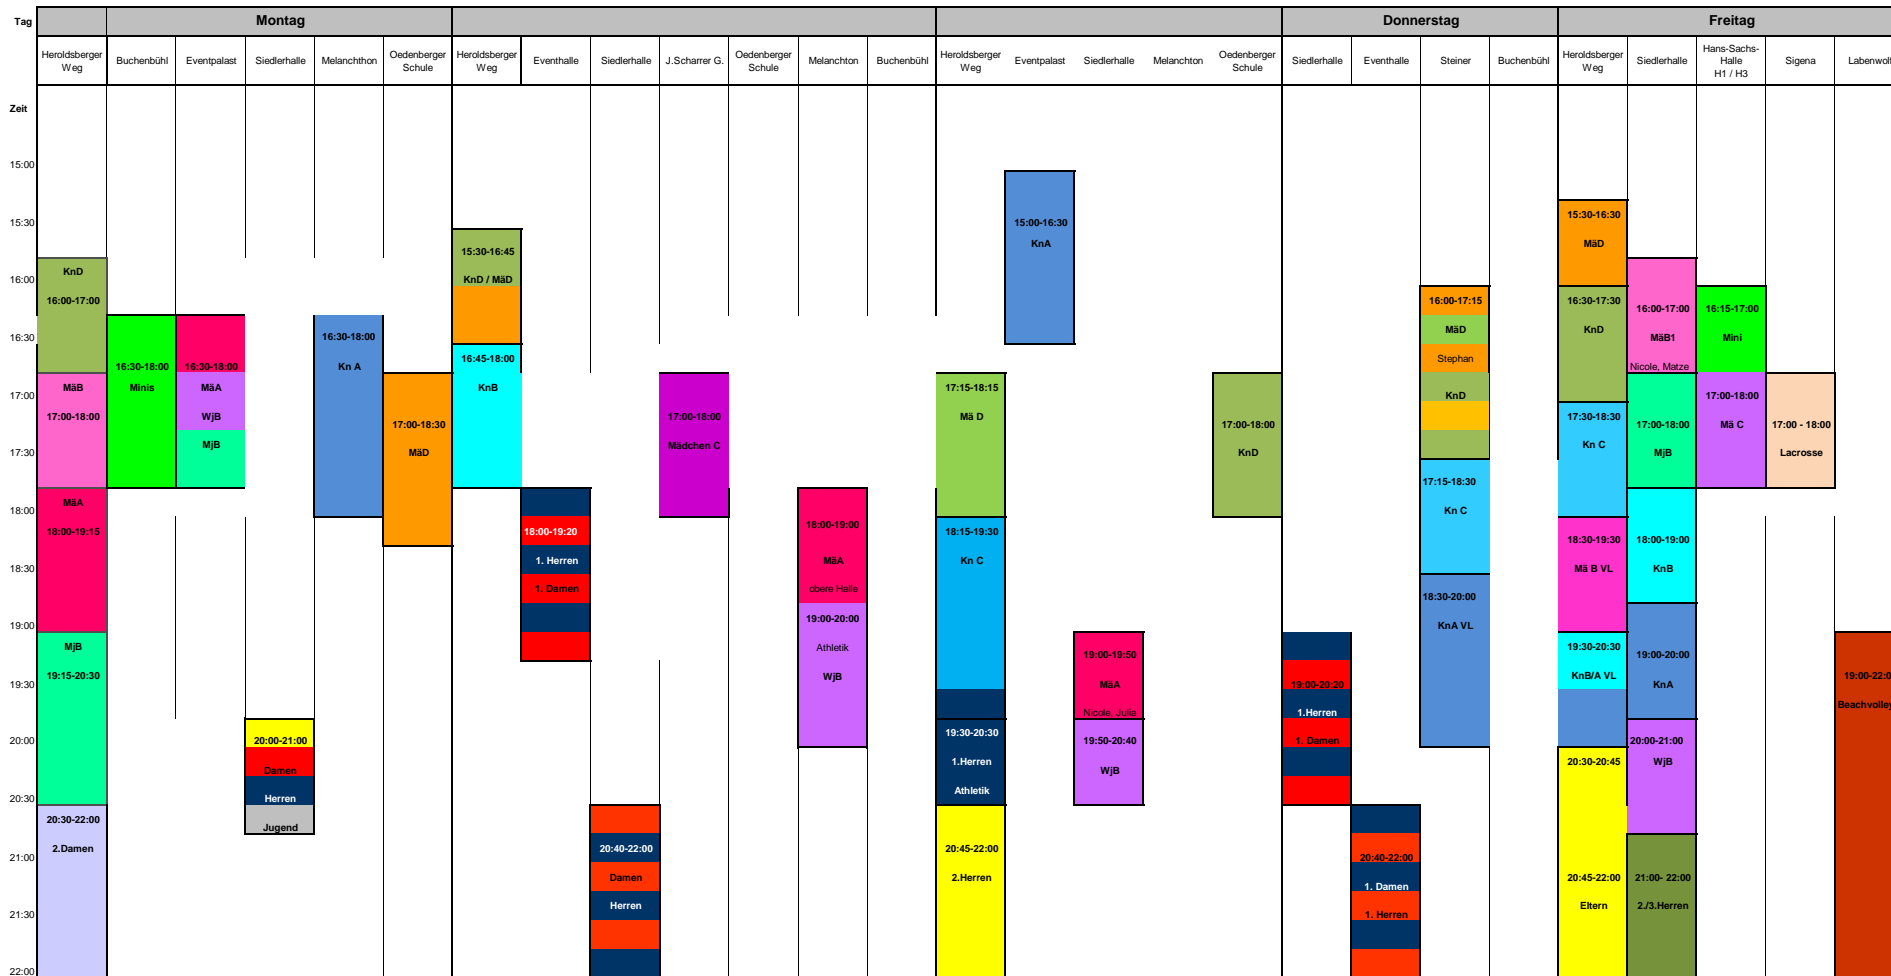 Tag
Montag
Donnerstag
Freitag
Heroldsberger
Weg
Buchenbühl
Eventpalast
Siedlerhalle
Melanchthon
Oedenberger
Schule
Heroldsberger
Weg
Eventhalle
Siedlerhalle
J.Scharrer G.
Oedenberger
Schule
Melanchton
Buchenbühl
Heroldsberger
Weg
Eventpalast
Siedlerhalle
Melanchton
Oedenberger
Schule
Siedlerhalle
Eventhalle
Steiner
Buchenbühl
Heroldsberger
Weg
Siedlerhalle
Hans-Sachs-
Halle
H1 / H3
Sigena
Labenwolf
Zeit
15:00
15:30
16:00
16:30
17:00
17:30
18:00
18:30
19:00
19:30
20:00
20:30
21:00
21:30
22:00
KnD
16:00-17:00
MäB
17:00-18:00
MäA
18:00-19:15
MjB
19:15-20:30
20:30-22:00
2.Damen
16:30-18:00
Minis
16:30-18:00
MäA
WjB
MjB
20:00-21:00
Damen
Herren
Jugend
16:30-18:00
Kn A
17:00-18:30
MäD
15:30-16:45
KnD / MäD
16:45-18:00
KnB
18:00-19:20
1. Herren
1. Damen
20:40-22:00
Damen
Herren
17:00-18:00
Mädchen C
18:00-19:00
MäA
obere Halle
19:00-20:00
Athletik
WjB
17:15-18:15
Mä D
18:15-19:30
Kn C
19:30-20:30
1.Herren
Athletik
20:45-22:00
2.Herren
15:00-16:30
KnA
19:00-19:50
MäA
Nicole, Julia
19:50-20:40
WjB
17:00-18:00
KnD
19:00-20:20
1.Herren
1. Damen
20:40-22:00
1. Damen
1. Herren
16:00-17:15
MäD
Stephan
KnD
17:15-18:30
Kn C
18:30-20:00
KnA VL
15:30-16:30
MäD
16:30-17:30
KnD
17:30-18:30
Kn C
18:30-19:30
Mä B VL
19:30-20:30
KnB/A VL
20:30-20:45
20:45-22:00
Eltern
16:00-17:00
MäB1
Nicole, Matze
17:00-18:00
MjB
18:00-19:00
KnB
19:00-20:00
KnA
20:00-21:00
WjB
21:00- 22:00
2./3.Herren
16:15-17:00
Mini
17:00-18:00
Mä C
17:00 - 18:00
Lacrosse
19:00-22:0
Beachvolley